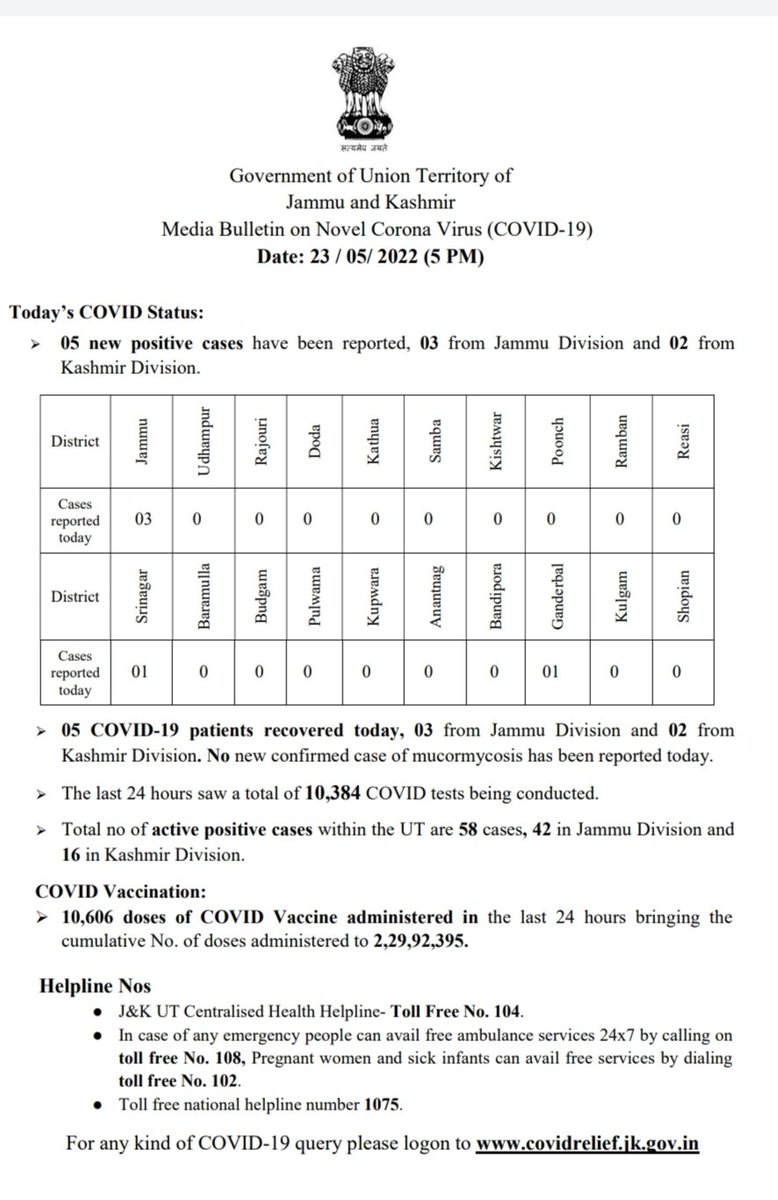 सत्यमेव जयते
Government of Union Territory of
Jammu and Kashmir
Media Bulletin on Novel Corona Virus (COVID-19)
Date: 23 / 05/ 2022 (5 PM)
Today's COVID Status:
➢ 05 new positive cases have been reported, 03 from Jammu Division and 02 from
Kashmir Division.
District Jammu Udhampur Rajouri Doda Kathua Samba Kishtwar Poonch Ramban Reasi
Cases reported today 03 0 0 0 0 0 0 0 0 0
District Srinagar Baramulla Budgam Pulwama Kupwara Anantnag Bandipora Ganderbal Kulgam Shopian
Cases reported today 01 0 0 0 0 0 0 01 0 0
➢ 05 COVID-19 patients recovered today, 03 from Jammu Division and 02 from
Kashmir Division. No new confirmed case of mucormycosis has been reported today.
➢ The last 24 hours saw a total of 10,384 COVID tests being conducted.
➢ Total no of active positive cases within the UT are 58 cases, 42 in Jammu Division and
16 in Kashmir Division.
COVID Vaccination:
➢ 10,606 doses of COVID Vaccine administered in the last 24 hours bringing the
cumulative No. of doses administered to 2,29,92,395.
Helpline Nos
● J&K UT Centralised Health Helpline- Toll Free No. 104.
● In case of any emergency people can avail free ambulance services 24x7 by calling on
toll free No. 108, Pregnant women and sick infants can avail free services by dialing
toll free No. 102.
● Toll free national helpline number 1075.
For any kind of COVID-19 query please logon to www.covidrelief.jk.gov.in